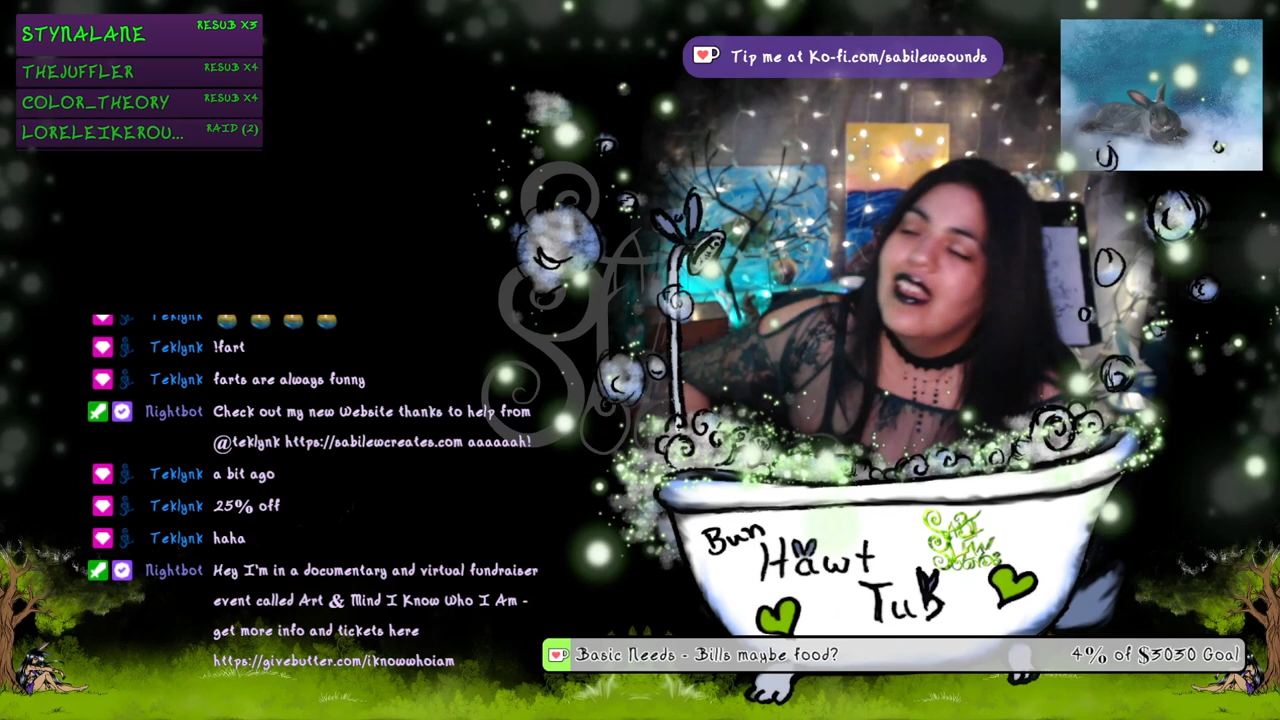 STYNALANE RESUB X3
THEJUFFLER RESUB X4
COLOR_THEORY RESUB X4
LORELEIKEROU... RAID (2)
Tip me at Ko-fi.com/sabilewsounds
Teklynk
Teklynk !fart
Teklynk farts are always funny
Nightbot Check out my new Website thanks to help from
@teklynk https://sabilewcreates.com aaaaaah!
Teklynk a bit ago
Teklynk 25% off
Teklynk haha
Nightbot Hey I'm in a documentary and virtual fundraiser
event called Art & Mind I Know Who I Am -
get more info and tickets here
https://givebutter.com/iknowwhoiam
Bun
Hawt
Tub
Basic Needs - Bills maybe food? 4% of $3030 Goal